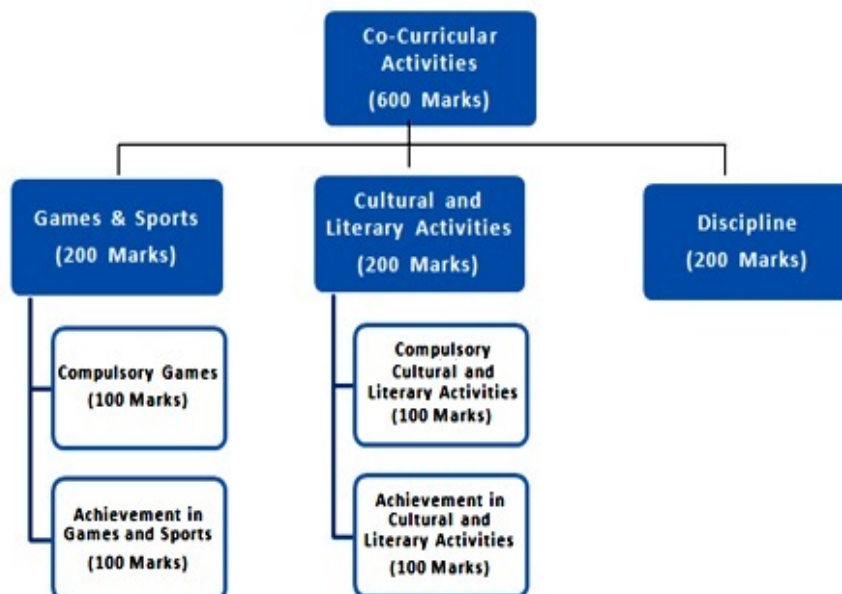 Co-Curricular
Activities
(600 Marks)
Games & Sports
(200 Marks)
Cultural and
Literary Activities
(200 Marks)
Discipline
(200 Marks)
Compulsory Games
(100 Marks)
Achievement in
Games and Sports
(100 Marks)
Compulsory
Cultural and
Literary Activities
(100 Marks)
Achievement in
Cultural and
Literary Activities
(100 Marks)